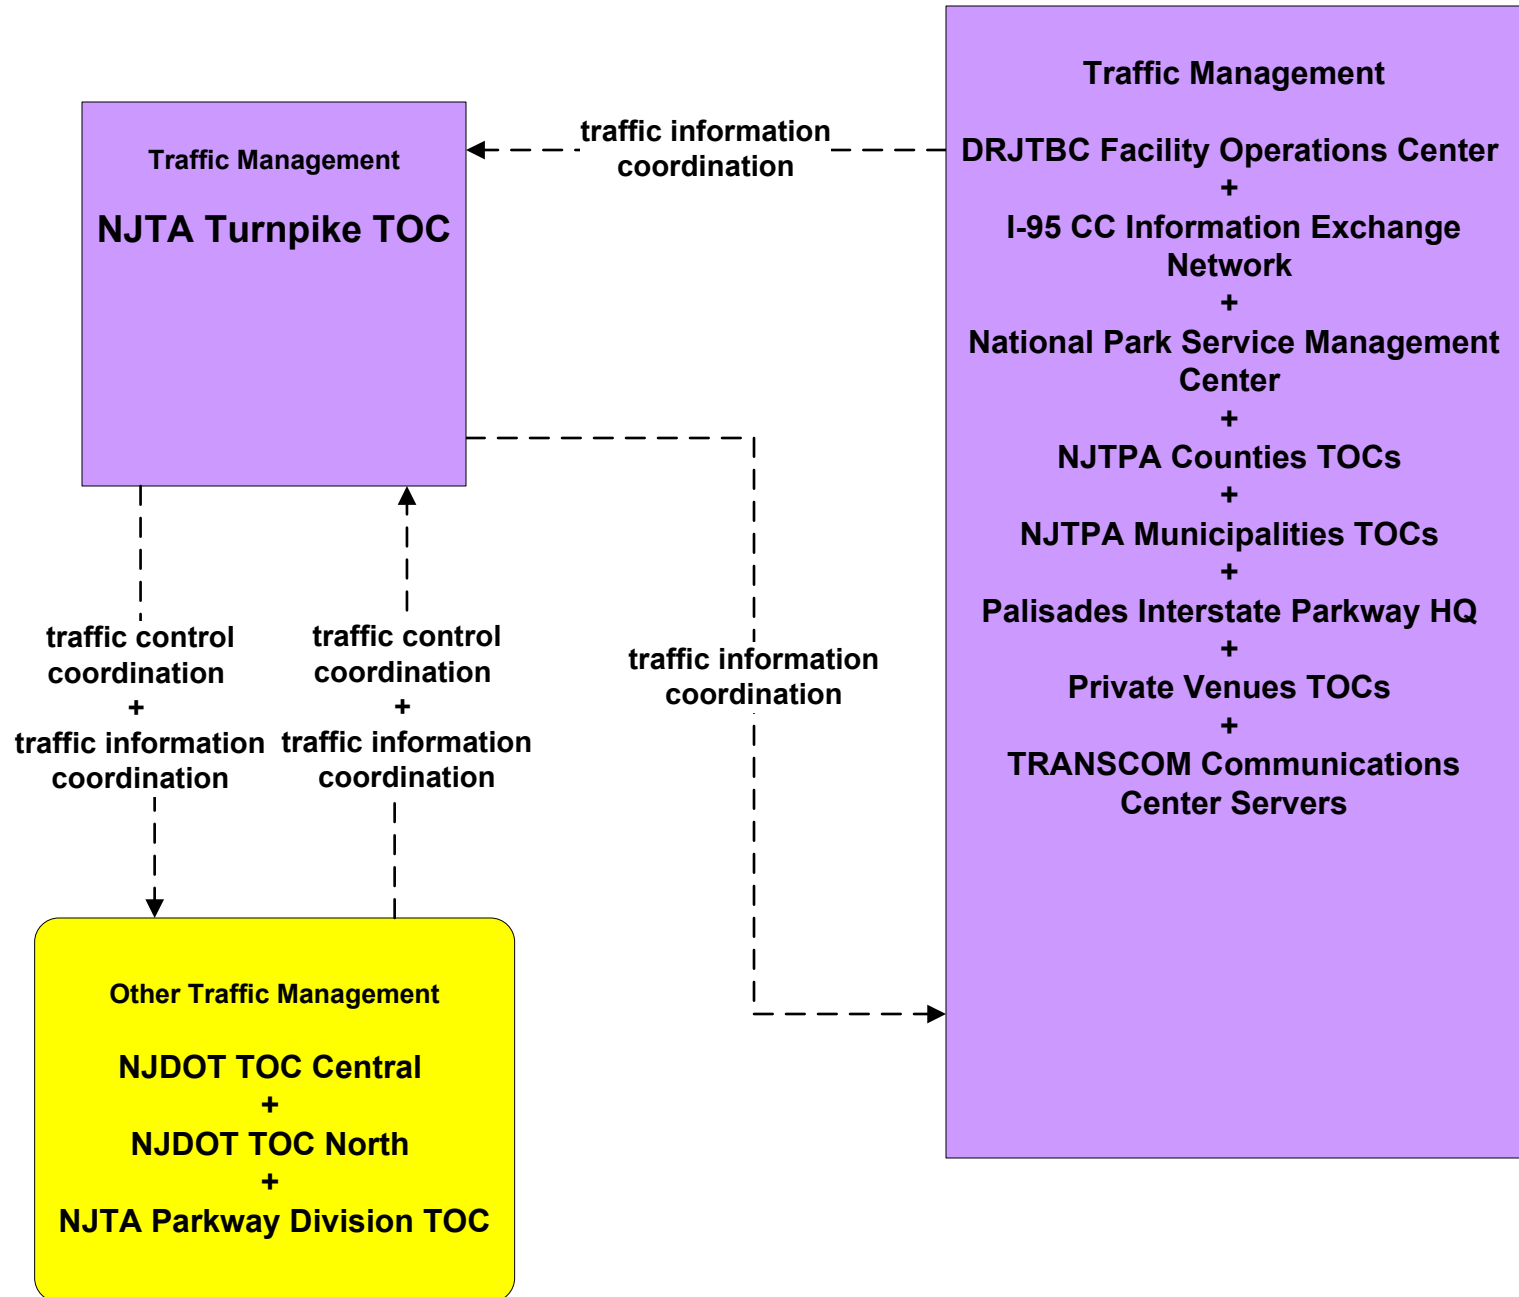 Traffic Management
NJTA Turnpike TOC
traffic information
coordination
Traffic Management
DRJTBC Facility Operations Center
+
I-95 CC Information Exchange
Network
+
National Park Service Management
Center
+
NJTPA Counties TOCs
+
NJTPA Municipalities TOCs
+
Palisades Interstate Parkway HQ
+
Private Venues TOCs
+
TRANSCOM Communications
Center Servers
traffic control
coordination
+
traffic information
coordination
traffic control
coordination
+
traffic information
coordination
traffic information
coordination
Other Traffic Management
NJDOT TOC Central
+
NJDOT TOC North
+
NJTA Parkway Division TOC